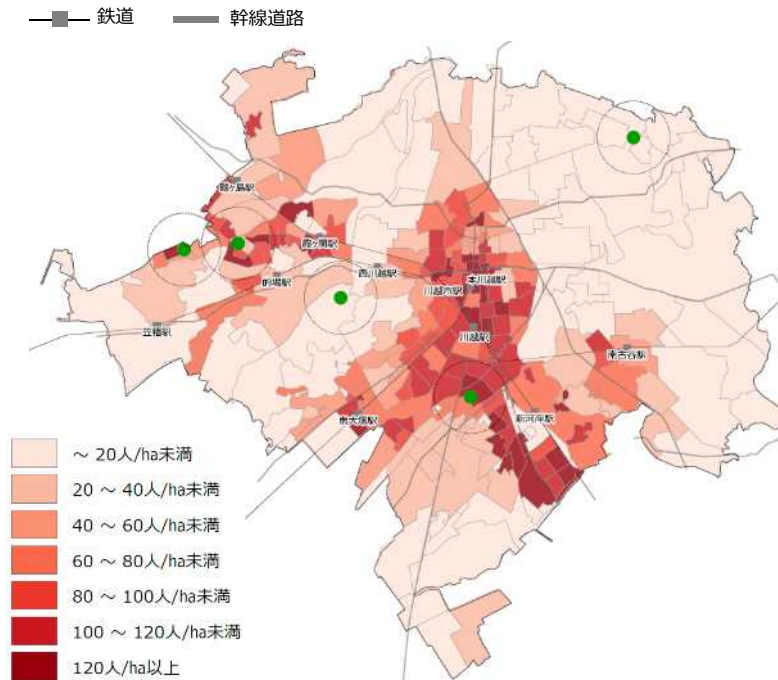 鉄道 幹線道路
鶴ヶ島駅
霞ヶ関駅
的場駅
西川越駅
本川越駅
川越市駅
笠幡駅
川越駅
南古谷駅
南大塚駅
新河岸駅
～ 20人/ha未満
20 ～ 40人/ha未満
40 ～ 60人/ha未満
60 ～ 80人/ha未満
80 ～ 100人/ha未満
100 ～ 120人/ha未満
120人/ha以上